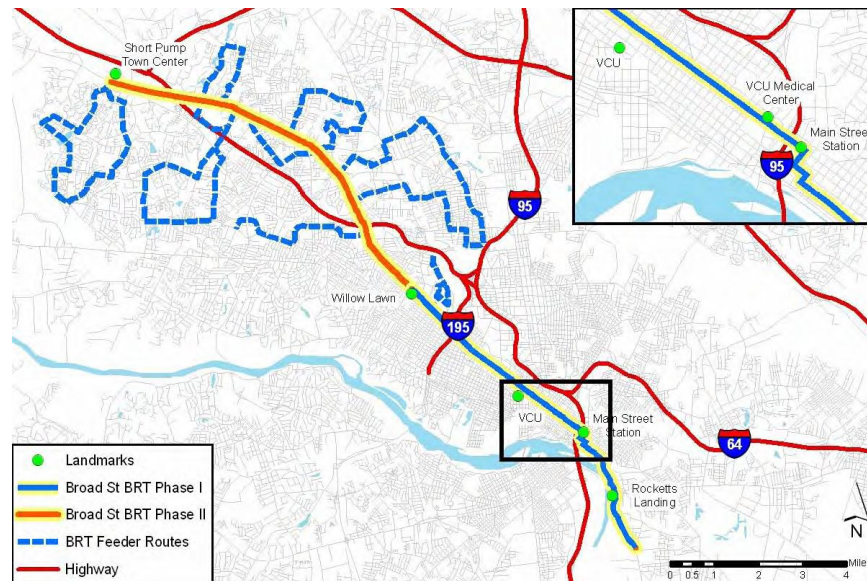 Short Pump
Town Center
VCU
VCU Medical
Center
Main Street
Station
95
95
Willow Lawn
195
VCU
Main Street
Station
64
Rocketts
Landing
Landmarks
Broad St BRT Phase I
Broad St BRT Phase II
BRT Feeder Routes
Highway
N
Miles
0 0.5 1 2 3 4